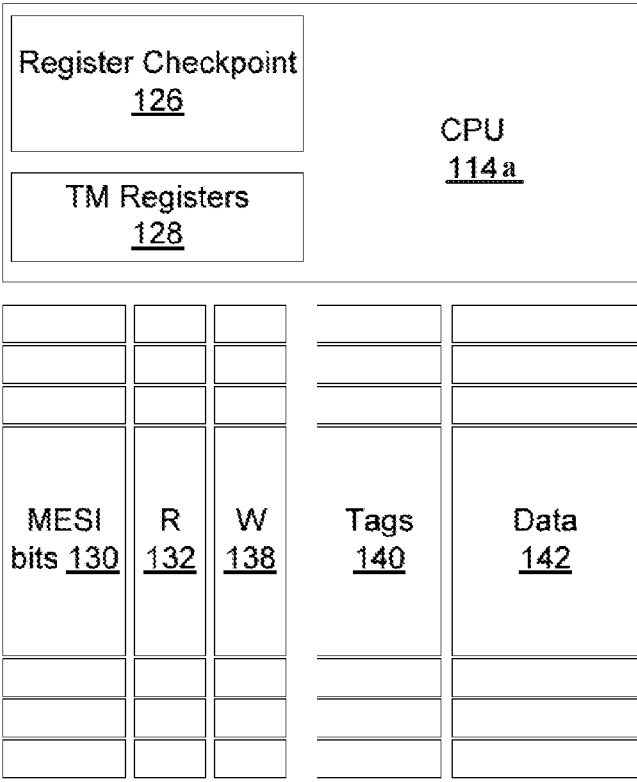 Register Checkpoint
126
TM Registers
128
CPU
114a
MESI
bits 130
R
132
W
138
Tags
140
Data
142